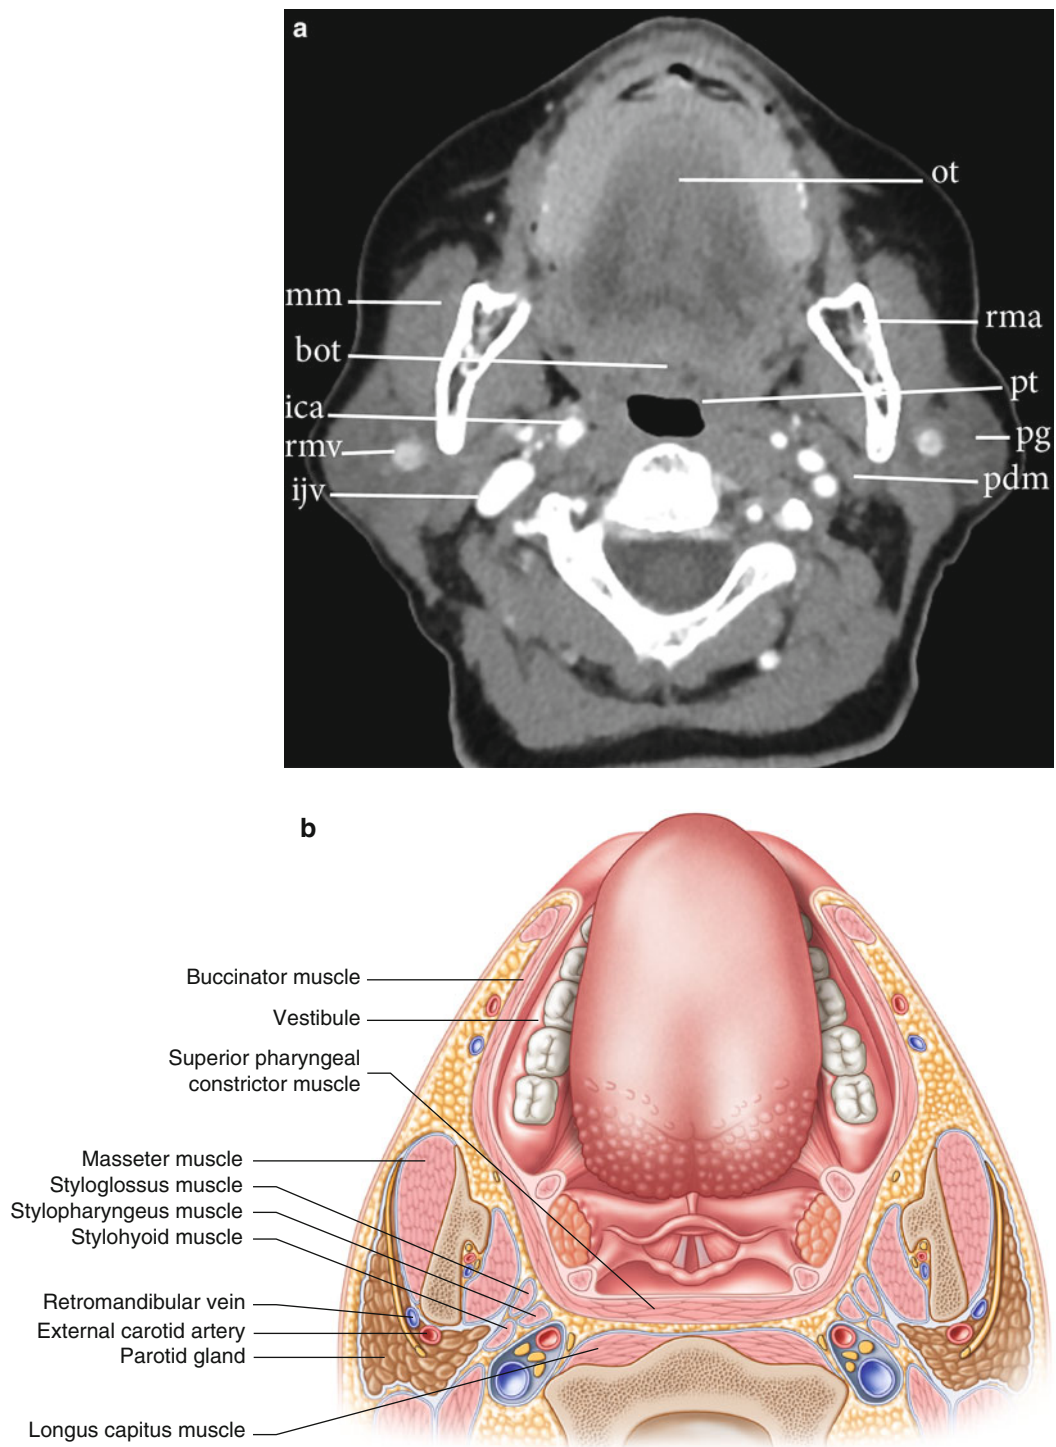 a
ot
mm
rma
bot
pt
ica
pg
rmv
pdm
ijv
b
Buccinator muscle
Vestibule
Superior pharyngeal
constrictor muscle
Masseter muscle
Styloglossus muscle
Stylopharyngeus muscle
Stylohyoid muscle
Retromandibular vein
External carotid artery
Parotid gland
Longus capitus muscle